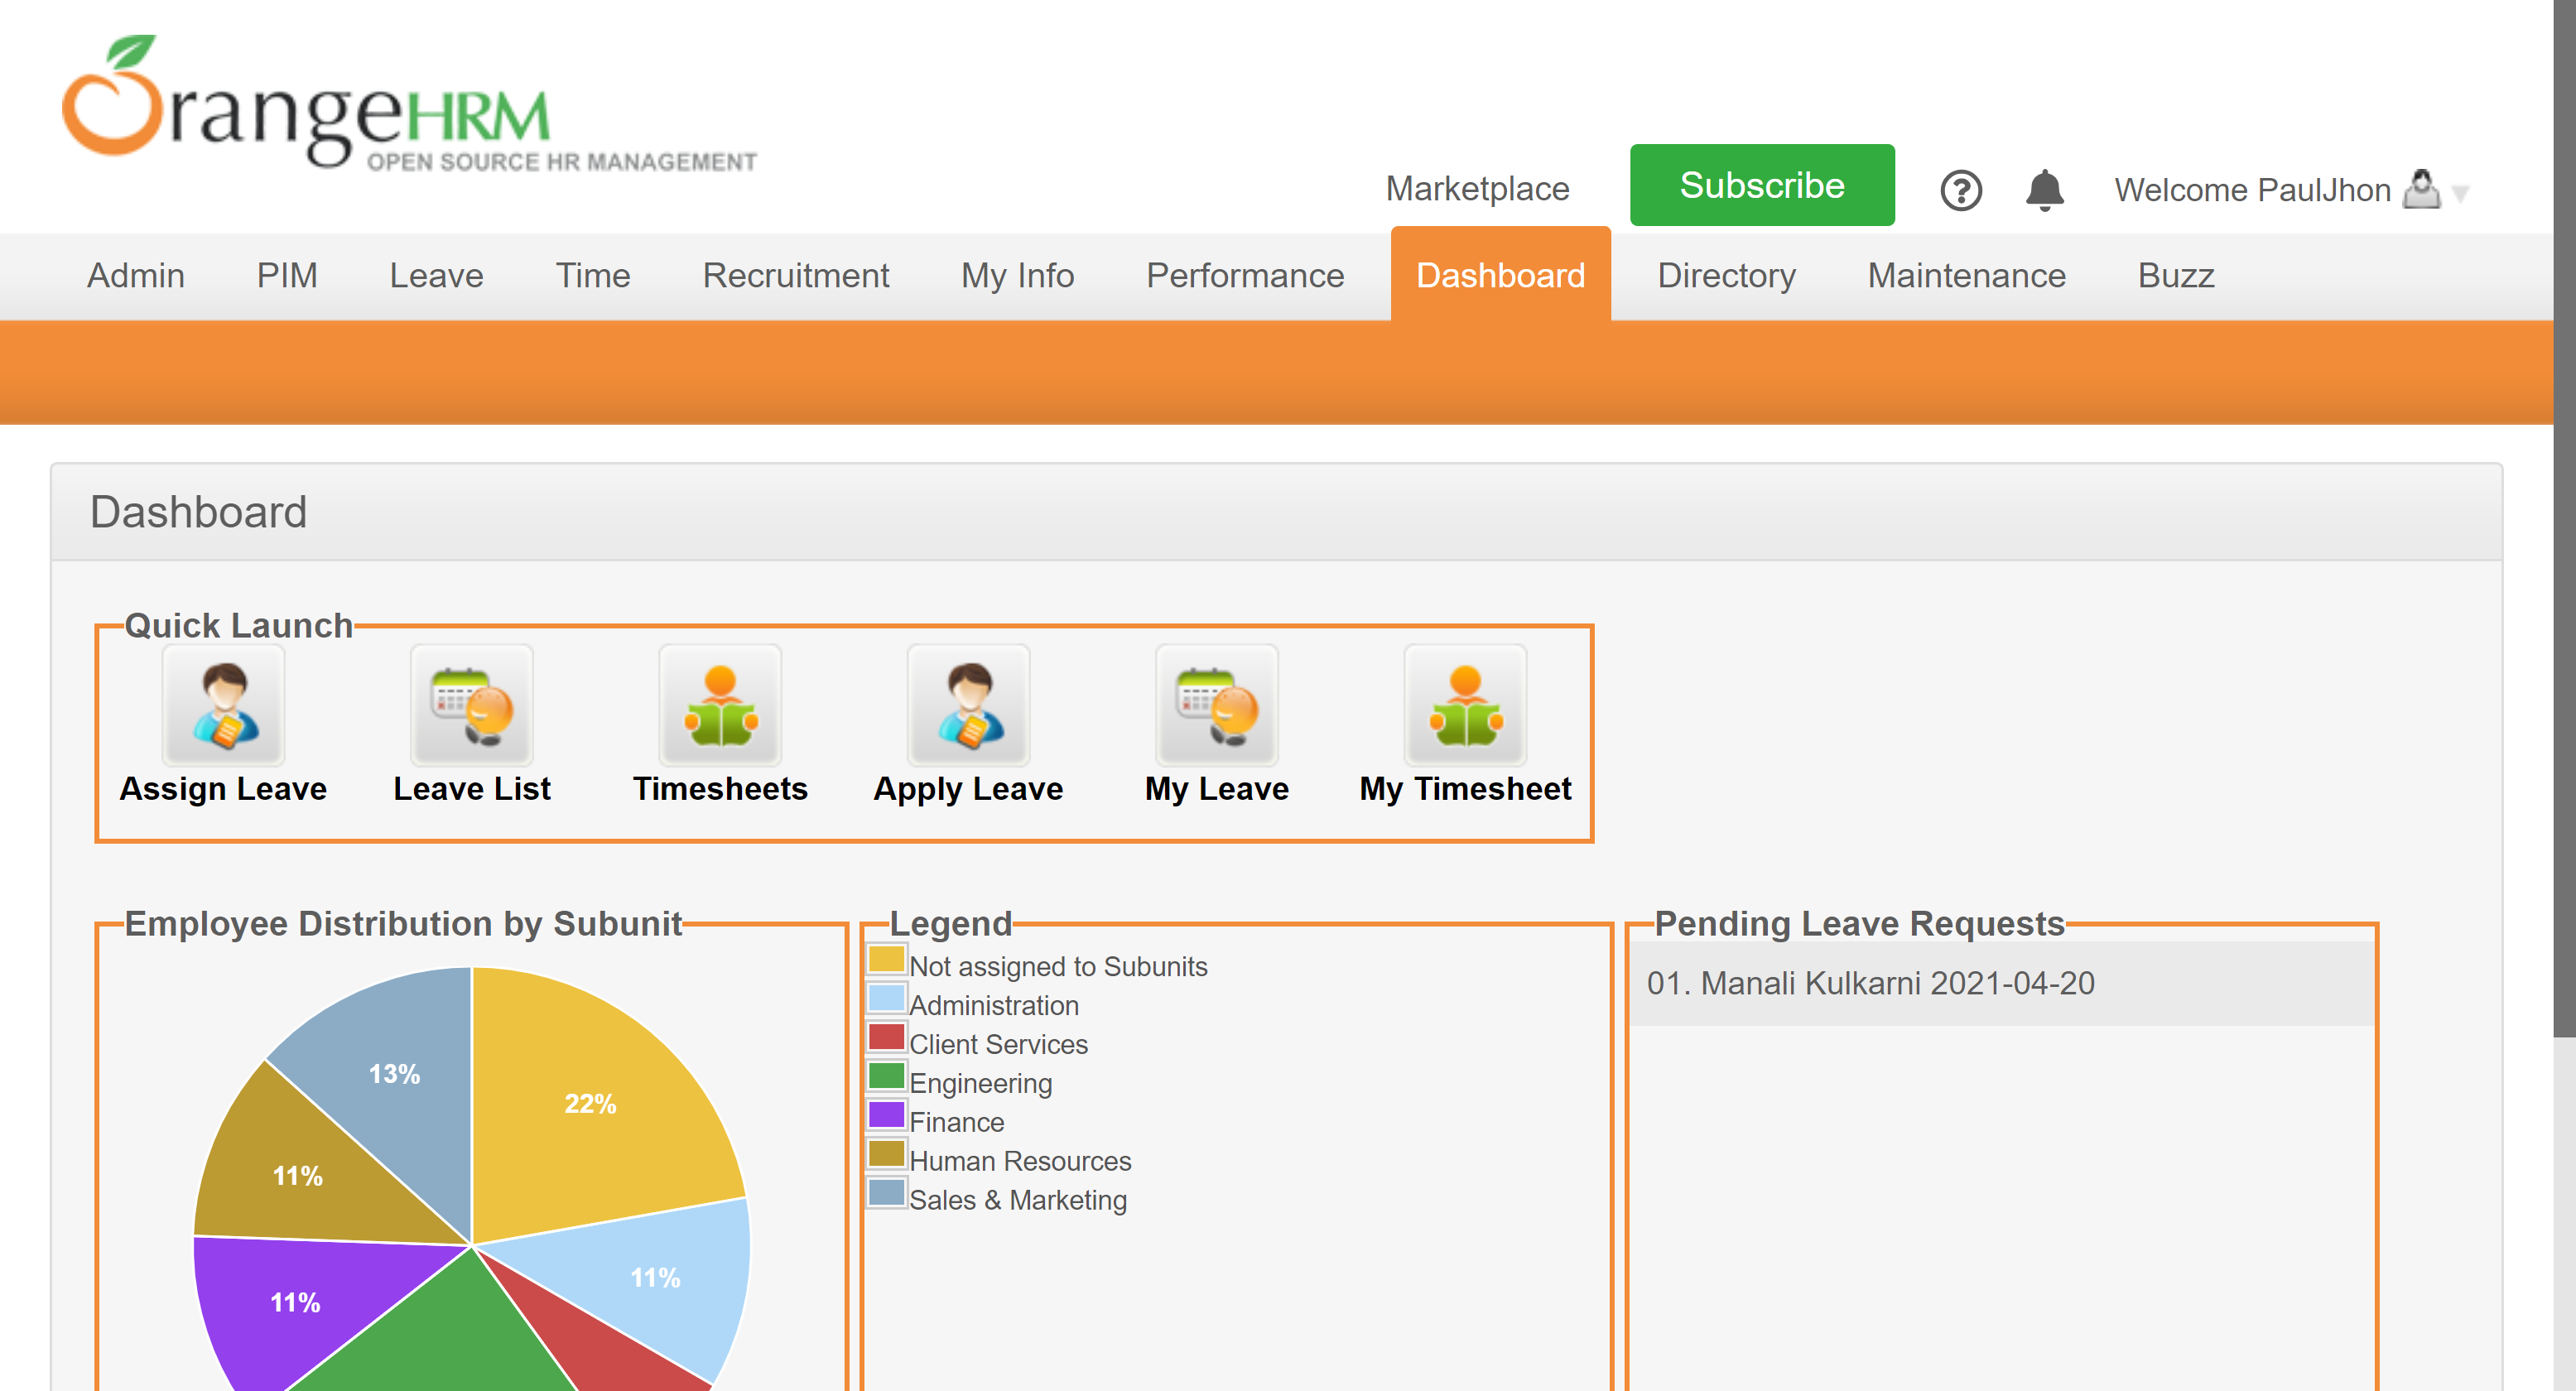 OrangeHRM
OPEN SOURCE HR MANAGEMENT
Marketplace Subscribe Welcome PaulJhon
Admin PIM Leave Time Recruitment My Info Performance Dashboard Directory Maintenance Buzz
Dashboard
Quick Launch
Assign Leave Leave List Timesheets Apply Leave My Leave My Timesheet
Employee Distribution by Subunit
13%
22%
11%
11%
11%
Legend
Not assigned to Subunits
Administration
Client Services
Engineering
Finance
Human Resources
Sales & Marketing
Pending Leave Requests
01. Manali Kulkarni 2021-04-20